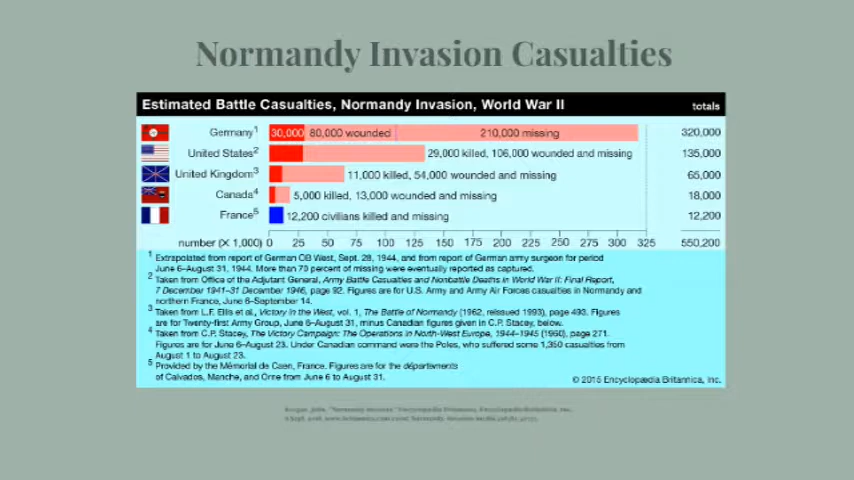 Normandy Invasion Casualties
Estimated Battle Casualties, Normandy Invasion, World War II totals
Germany1 30,000 80,000 wounded 210,000 missing 320,000
United States2 29,000 killed, 106,000 wounded and missing 135,000
United Kingdom3 11,000 killed, 54,000 wounded and missing 65,000
Canada4 5,000 killed, 13,000 wounded and missing 18,000
France5 12,200 civilians killed and missing 12,200
number (X 1,000) 0 25 50 75 100 125 150 175 200 225 250 275 300 325 550,200
1 Extrapolated from report of German OB West, Sept. 28, 1944, and from report of German army surgeon for period
June 6–August 31, 1944. More than 70 percent of missing were eventually reported as captured.
2 Taken from Office of the Adjutant General, Army Battle Casualties and Nonbattle Deaths in World War II: Final Report,
7 December 1941–31 December 1946, page 92. Figures are for U.S. Army and Army Air Forces casualties in Normandy and
northern France, June 6–September 14.
3 Taken from L.F. Ellis et al., Victory in the West, vol. 1, The Battle of Normandy (1962, reissued 1993), page 493. Figures
are for Twenty-first Army Group, June 6–August 31, minus Canadian figures given in C.P. Stacey, below.
4 Taken from C.P. Stacey, The Victory Campaign: The Operations in North-West Europe, 1944–1945 (1960), page 271.
Figures are for June 6–August 23. Under Canadian command were the Poles, who suffered some 1,350 casualties from
August 1 to August 23.
5 Provided by the Mémorial de Caen, France. Figures are for the départements
of Calvados, Manche, and Orne from June 6 to August 31.
© 2015 Encyclopædia Britannica, Inc.
"Normandy Invasion." Encyclopædia Britannica, Encyclopædia Britannica, Inc.,